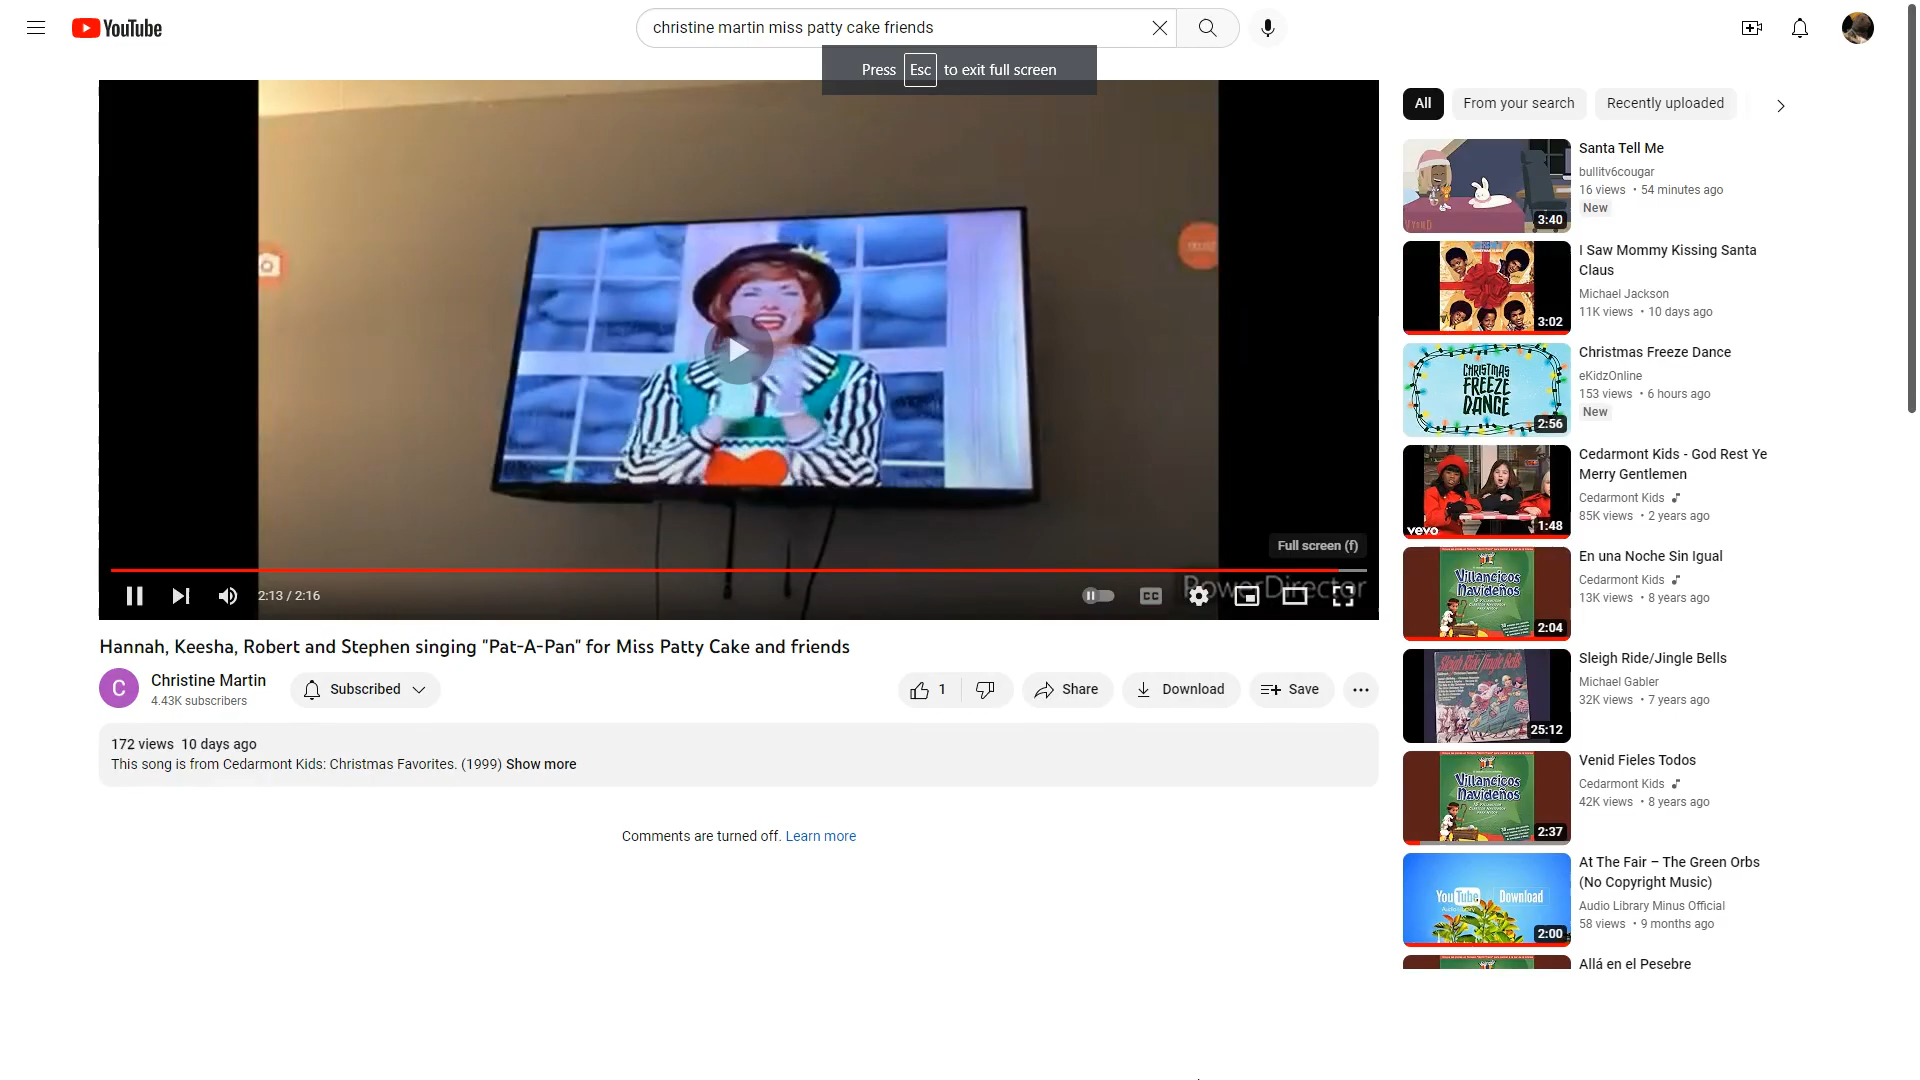 YouTube
christine martin miss patty cake friends
Press Esc to exit full screen
All
From your search
Recently uploaded
Full screen (f)
PowerDirector
2:13 / 2:16
CC
Hannah, Keesha, Robert and Stephen singing "Pat-A-Pan" for Miss Patty Cake and friends
C
Christine Martin
4.43K subscribers
Subscribed
1
Share
Download
Save
172 views 10 days ago
This song is from Cedarmont Kids: Christmas Favorites. (1999) Show more
Comments are turned off. Learn more
3:40
Santa Tell Me
bullitv6cougar
16 views • 54 minutes ago
New
3:02
I Saw Mommy Kissing Santa
Claus
Michael Jackson
11K views • 10 days ago
CHRISTMAS
FREEZE
DANCE
2:56
Christmas Freeze Dance
eKidzOnline
153 views • 6 hours ago
New
vevo
1:48
Cedarmont Kids - God Rest Ye
Merry Gentlemen
Cedarmont Kids
85K views • 2 years ago
Villancicos
Navideños
2:04
En una Noche Sin Igual
Cedarmont Kids
13K views • 8 years ago
Sleigh Ride/Jingle Bells
25:12
Sleigh Ride/Jingle Bells
Michael Gabler
32K views • 7 years ago
Villancicos
Navideños
2:37
Venid Fieles Todos
Cedarmont Kids
42K views • 8 years ago
YouTube
Download
2:00
At The Fair – The Green Orbs
(No Copyright Music)
Audio Library Minus Official
58 views • 9 months ago
Allá en el Pesebre